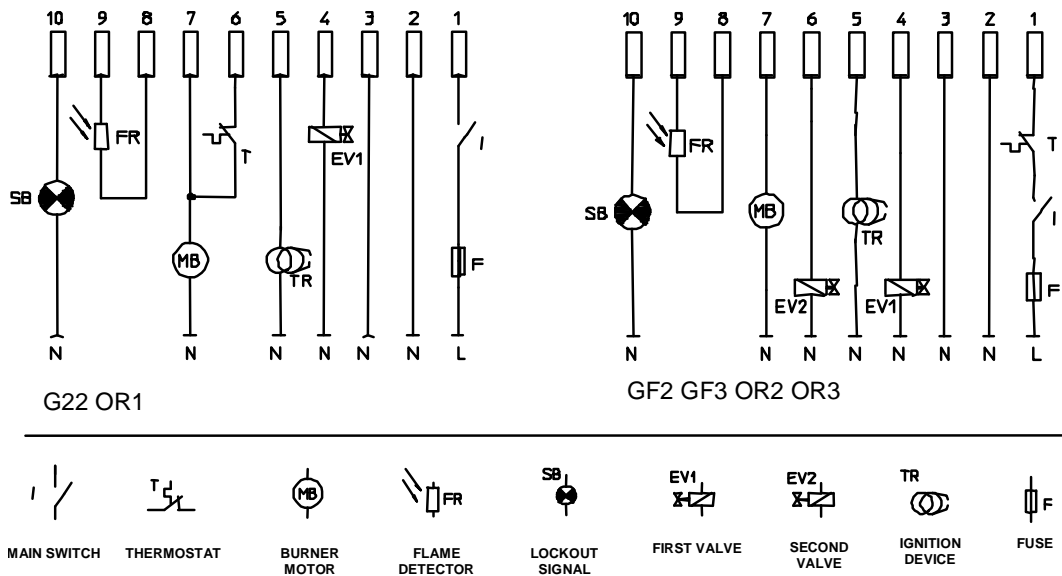 10 9 8 7 6 5 4 3 2 1
FR
T
EV1
I
SB
MB
TR
F
N N N N N N L
G22 OR1
10 9 8 7 6 5 4 3 2 1
FR
T
SB
MB
TR
I
EV2
EV1
F
N N N N N N N L
GF2 GF3 OR2 OR3
I
MAIN SWITCH
T
THERMOSTAT
MB
BURNER
MOTOR
FR
FLAME
DETECTOR
SB
LOCKOUT
SIGNAL
EV1
FIRST VALVE
EV2
SECOND
VALVE
TR
IGNITION
DEVICE
F
FUSE